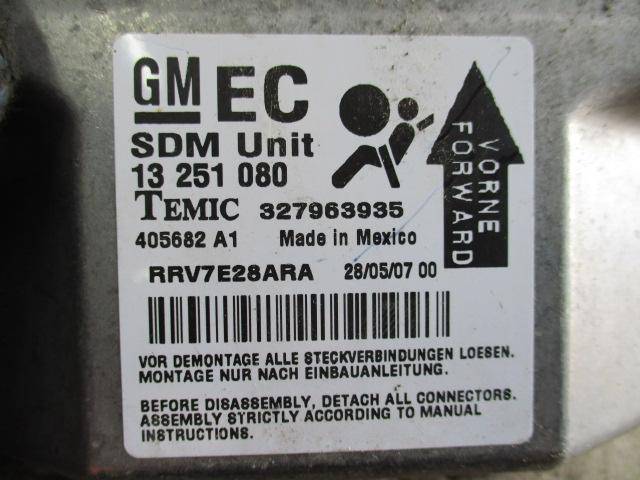 GM EC
SDM Unit
13 251 080
TEMIC 327963935
405682 A1 Made in Mexico
RRV7E28ARA 28/05/07 00
VORNE
FORWARD
VOR DEMONTAGE ALLE STECKVERBINDUNGEN LOESEN.
MONTAGE NUR NACH EINBAUANLEITUNG.
BEFORE DISASSEMBLY, DETACH ALL CONNECTORS.
ASSEMBLY STRICTLY ACCORDING TO MANUAL
INSTRUCTIONS.